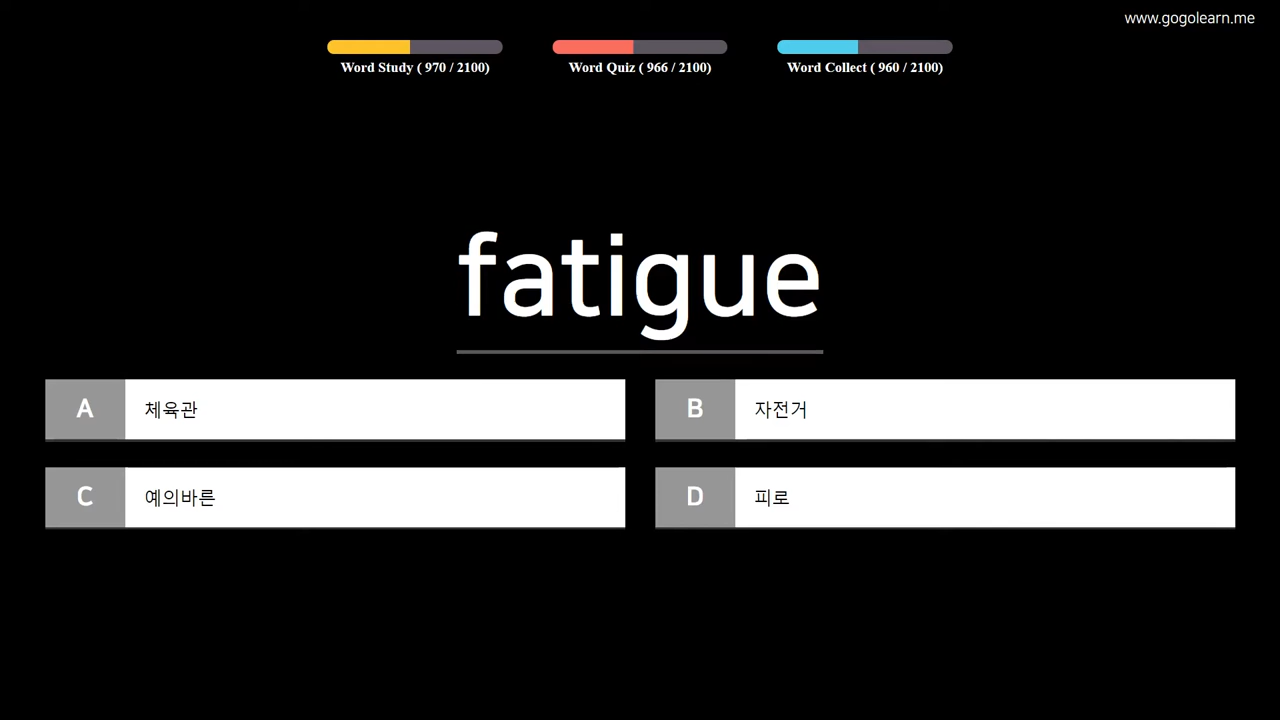 www.gogolearn.me
Word Study ( 970 / 2100)
Word Quiz ( 966 / 2100)
Word Collect ( 960 / 2100)
fatigue
A 체육관
B 자전거
C 예의바른
D 피로